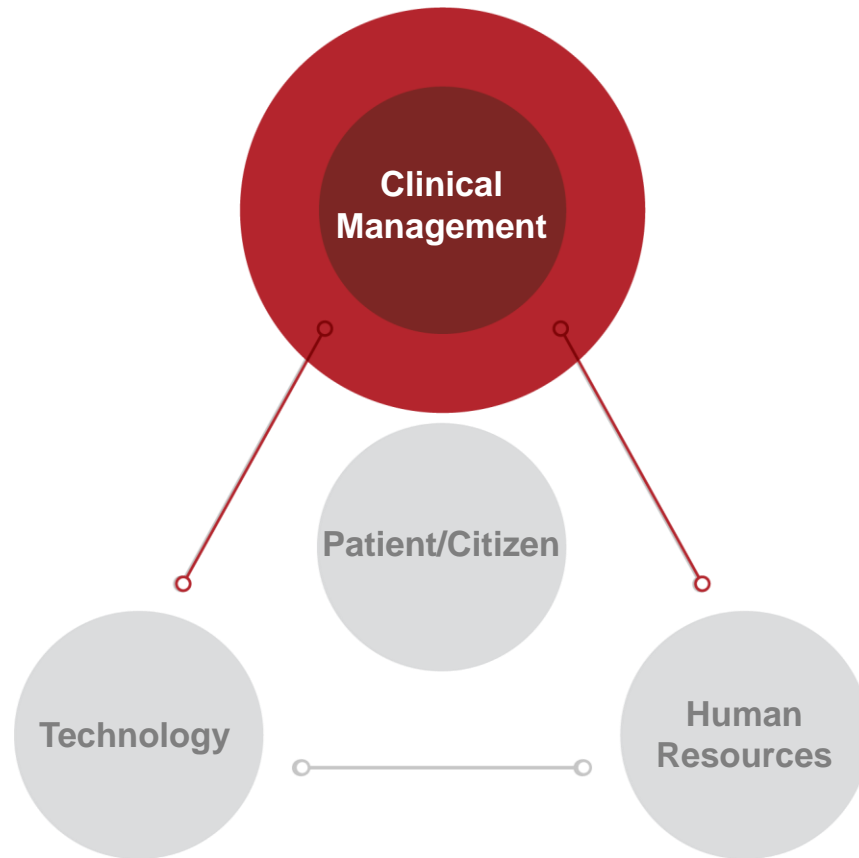 Clinical
Management
Patient/Citizen
Technology
Human
Resources